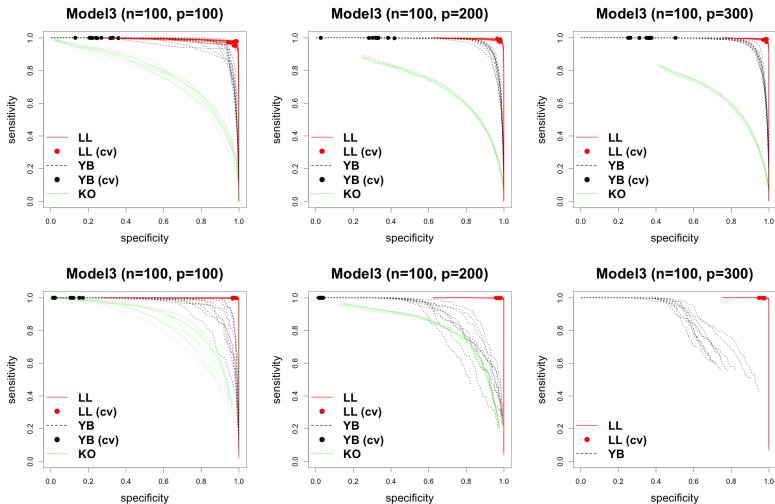 Model3 (n=100, p=100)
sensitivity
0.0 0.2 0.4 0.6 0.8 1.0
LL
LL (cv)
YB
YB (cv)
KO
0.0 0.2 0.4 0.6 0.8 1.0
specificity
Model3 (n=100, p=200)
sensitivity
0.0 0.2 0.4 0.6 0.8 1.0
LL
LL (cv)
YB
YB (cv)
KO
0.0 0.2 0.4 0.6 0.8 1.0
specificity
Model3 (n=100, p=300)
sensitivity
0.0 0.2 0.4 0.6 0.8 1.0
LL
LL (cv)
YB
YB (cv)
KO
0.0 0.2 0.4 0.6 0.8 1.0
specificity
Model3 (n=100, p=100)
sensitivity
0.0 0.2 0.4 0.6 0.8 1.0
LL
LL (cv)
YB
YB (cv)
KO
0.0 0.2 0.4 0.6 0.8 1.0
specificity
Model3 (n=100, p=200)
sensitivity
0.0 0.2 0.4 0.6 0.8 1.0
LL
LL (cv)
YB
YB (cv)
KO
0.0 0.2 0.4 0.6 0.8 1.0
specificity
Model3 (n=100, p=300)
sensitivity
0.0 0.2 0.4 0.6 0.8 1.0
LL
LL (cv)
YB
0.0 0.2 0.4 0.6 0.8 1.0
specificity